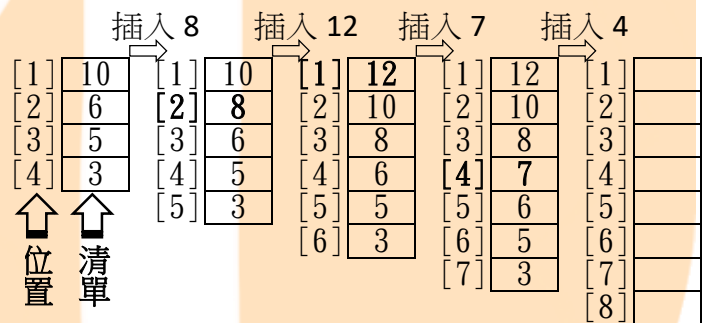 插入 8 插入 12 插入 7 插入 4
[1] 10 [1] 10 [1] 12 [1] 12 [1]
[2] 6 [2] 8 [2] 10 [2] 10 [2]
[3] 5 [3] 6 [3] 8 [3] 8 [3]
[4] 3 [4] 5 [4] 6 [4] 7 [4]
[5] 3 [5] 5 [5] 6 [5]
[6] 3 [6] 5 [6]
[7] 3 [7]
[8]
位置 清單